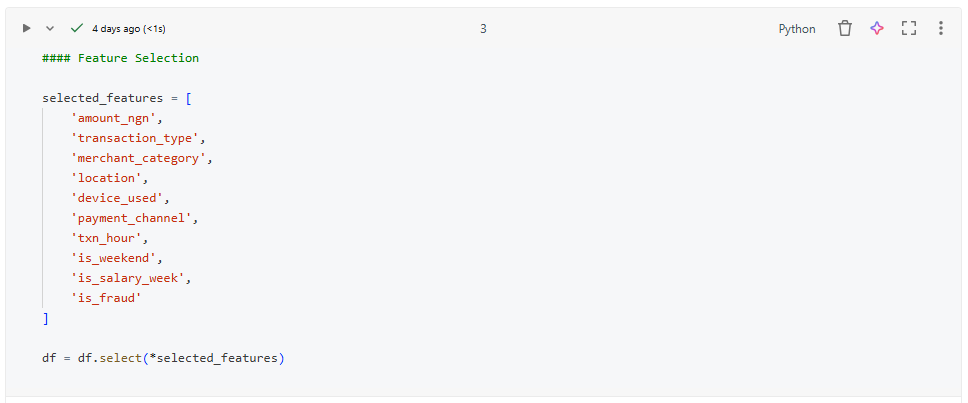 4 days ago (<1s)
3
Python
#### Feature Selection
selected_features = [
'amount_ngn',
'transaction_type',
'merchant_category',
'location',
'device_used',
'payment_channel',
'txn_hour',
'is_weekend',
'is_salary_week',
'is_fraud'
]
df = df.select(*selected_features)